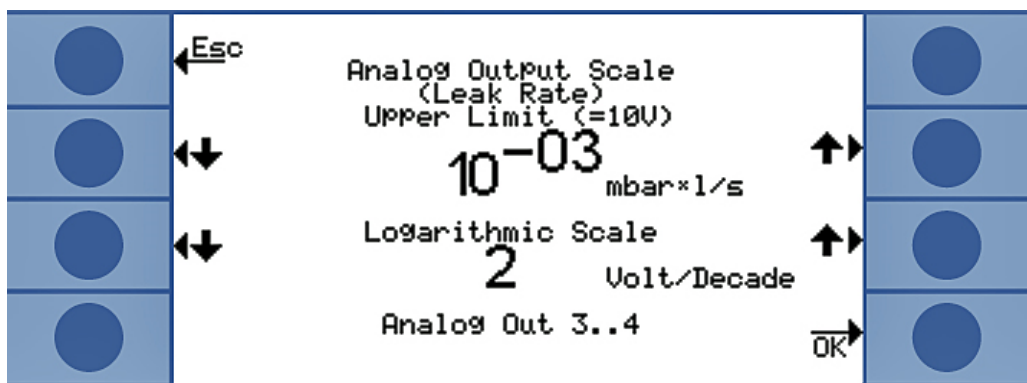 Esc
Analog Output Scale
(Leak Rate)
Upper Limit (=10V)
10⁻⁰³ mbar*l/s
Logarithmic Scale
2 Volt/Decade
Analog Out 3..4
OK